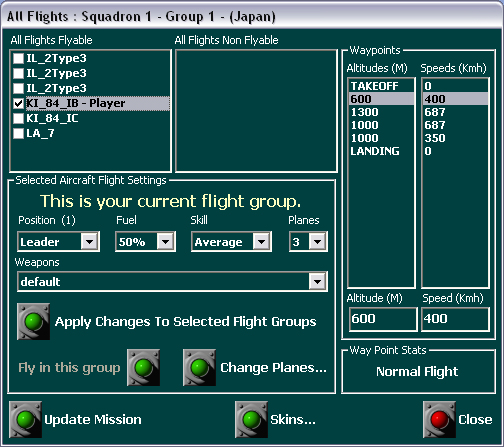 All Flights : Squadron 1 - Group 1 - (Japan)
All Flights Flyable
All Flights Non Flyable
IL_2Type3
IL_2Type3
IL_2Type3
KI_84_IB - Player
KI_84_IC
LA_7
Waypoints
Altitudes (M) Speeds (Kmh)
TAKEOFF 0
600 400
1300 687
1000 687
1000 350
LANDING 0
Altitude (M) Speed (Kmh)
600 400
Way Point Stats
Normal Flight
Selected Aircraft Flight Settings
This is your current flight group.
Position (1) Fuel Skill Planes
Leader 50% Average 3
Weapons
default
Apply Changes To Selected Flight Groups
Fly in this group Change Planes...
Update Mission Skins... Close